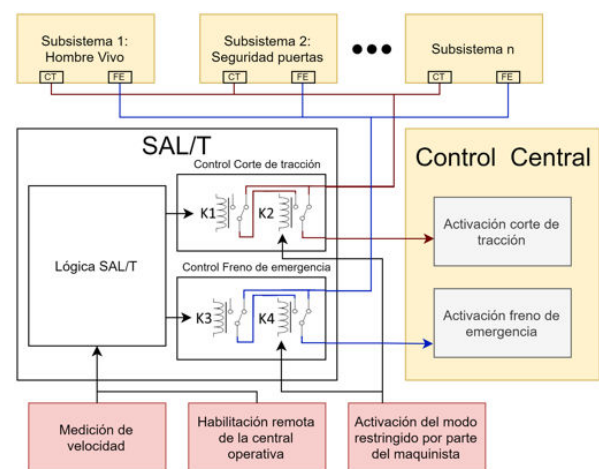 Subsistema 1:
Hombre Vivo
CT
FE
Subsistema 2:
Seguridad puertas
CT
FE
Subsistema n
CT
FE
SAL/T
Control Corte de tracción
K1
K2
Lógica SAL/T
Control Freno de emergencia
K3
K4
Control Central
Activación corte de
tracción
Activación freno de
emergencia
Medición de
velocidad
Habilitación remota
de la central
operativa
Activación del modo
restringido por parte
del maquinista